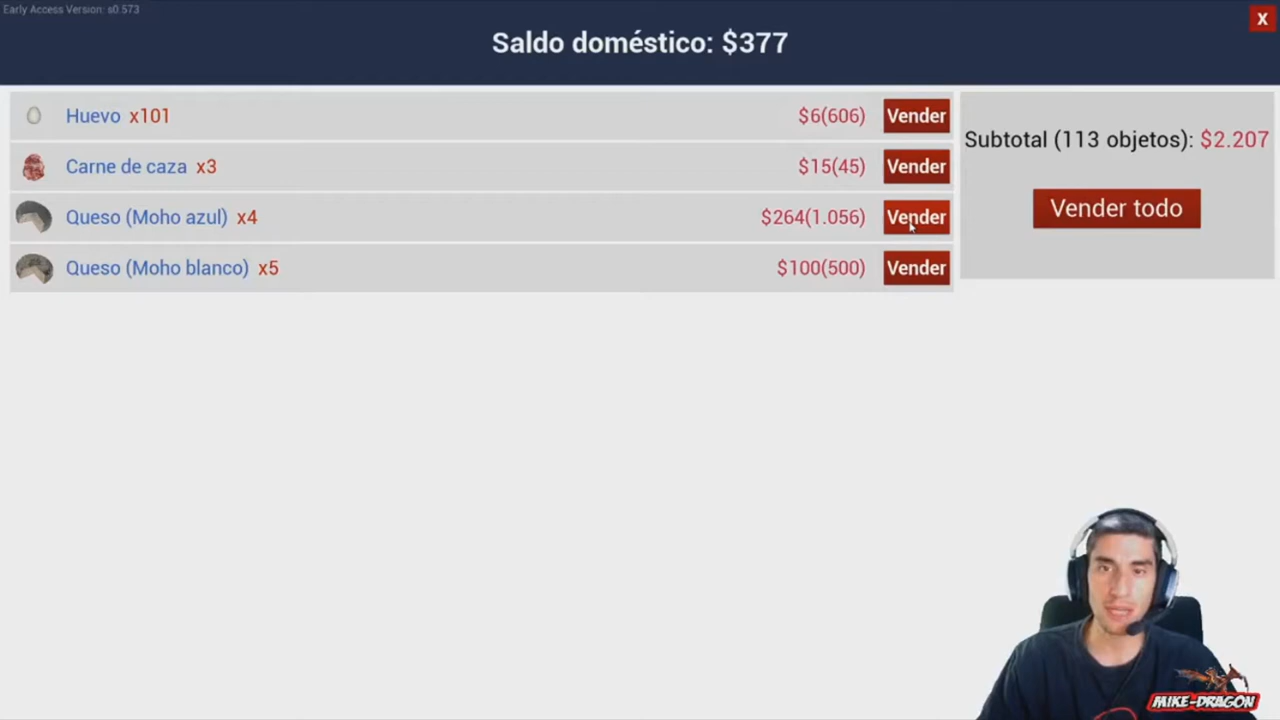 Early Access Version: s0.573
X
Saldo doméstico: $377
Huevo x101 $6(606) Vender
Carne de caza x3 $15(45) Vender
Queso (Moho azul) x4 $264(1.056) Vender
Queso (Moho blanco) x5 $100(500) Vender
Subtotal (113 objetos): $2.207
Vender todo
MIKE-DRAGON